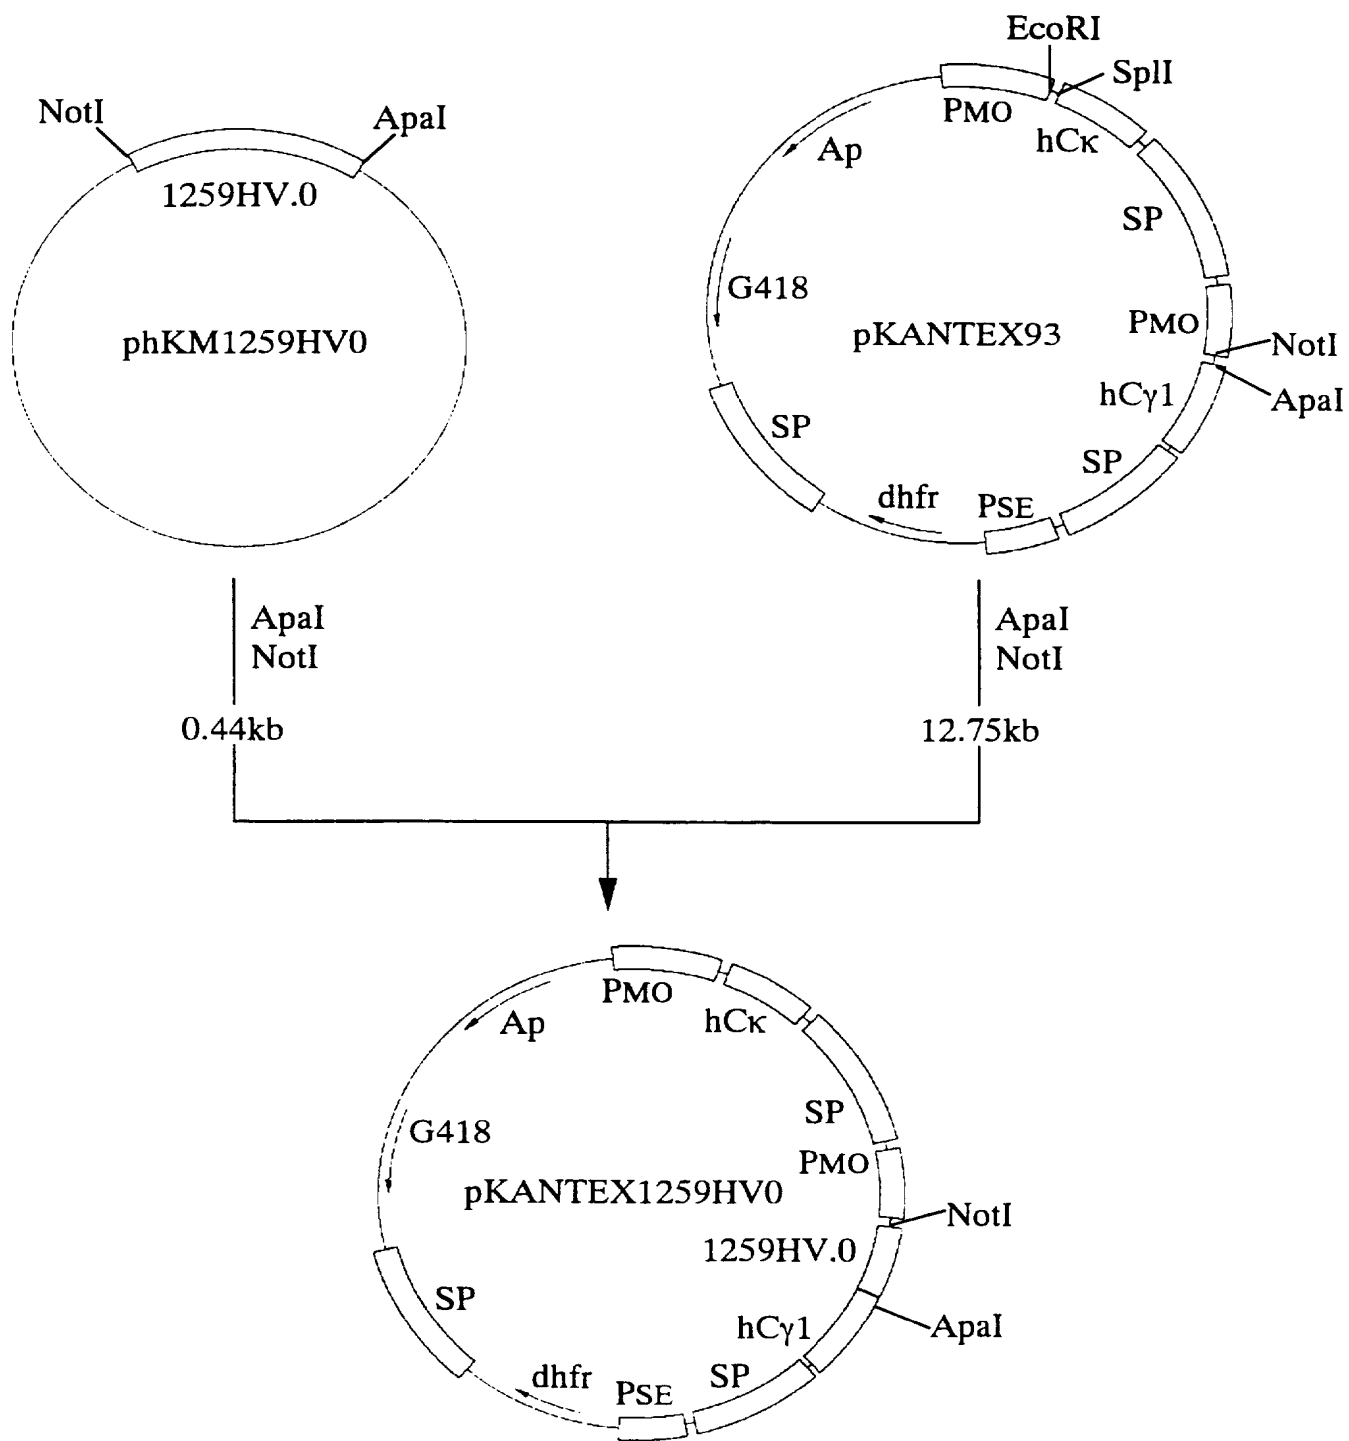 NotI
ApaI
1259HV.0
phKM1259HV0
EcoRI
SplI
PMO
hCκ
Ap
SP
G418
PMO
pKANTEX93
NotI
hCγ1
ApaI
SP
SP
dhfr
PSE
ApaI
NotI
0.44kb
ApaI
NotI
12.75kb
PMO
hCκ
Ap
SP
G418
PMO
pKANTEX1259HV0
NotI
1259HV.0
hCγ1
ApaI
SP
SP
dhfr
PSE